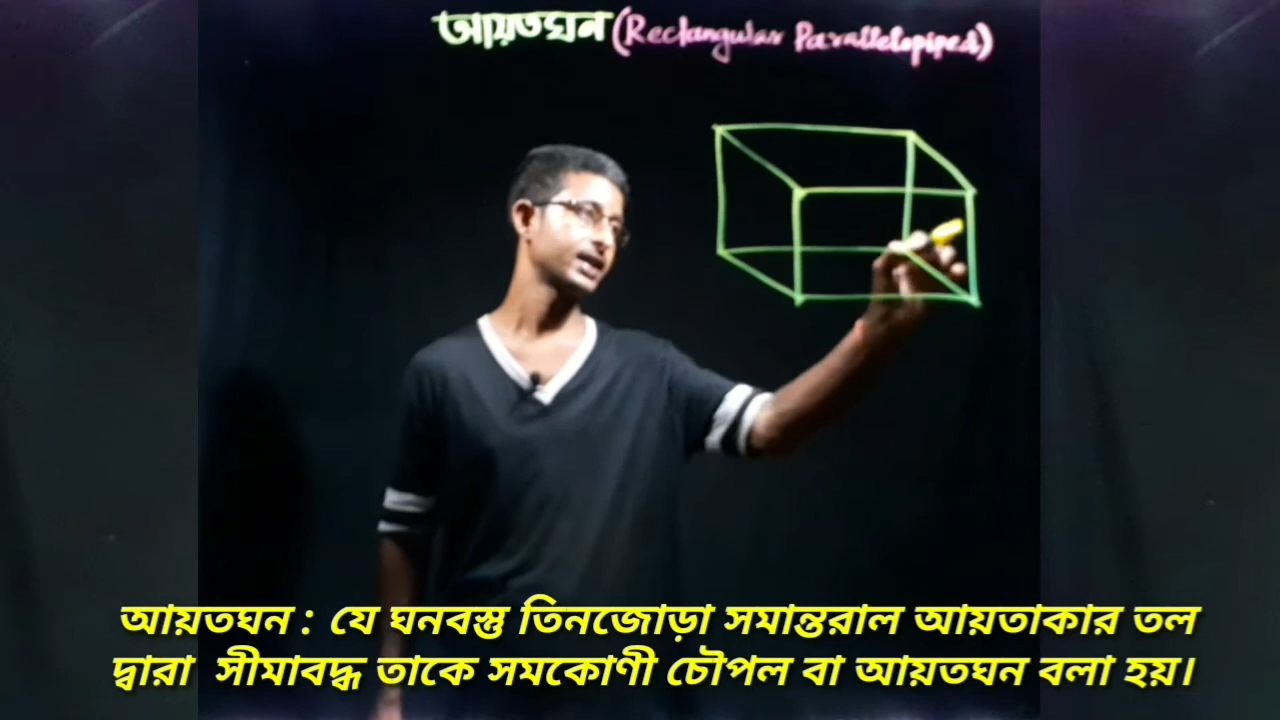 আয়তঘন (Rectangular Parallelopiped)
আয়তঘন : যে ঘনবস্তু তিনজোড়া সমান্তরাল আয়তাকার তল
দ্বারা সীমাবদ্ধ তাকে সমকোণী চৌপল বা আয়তঘন বলা হয়।